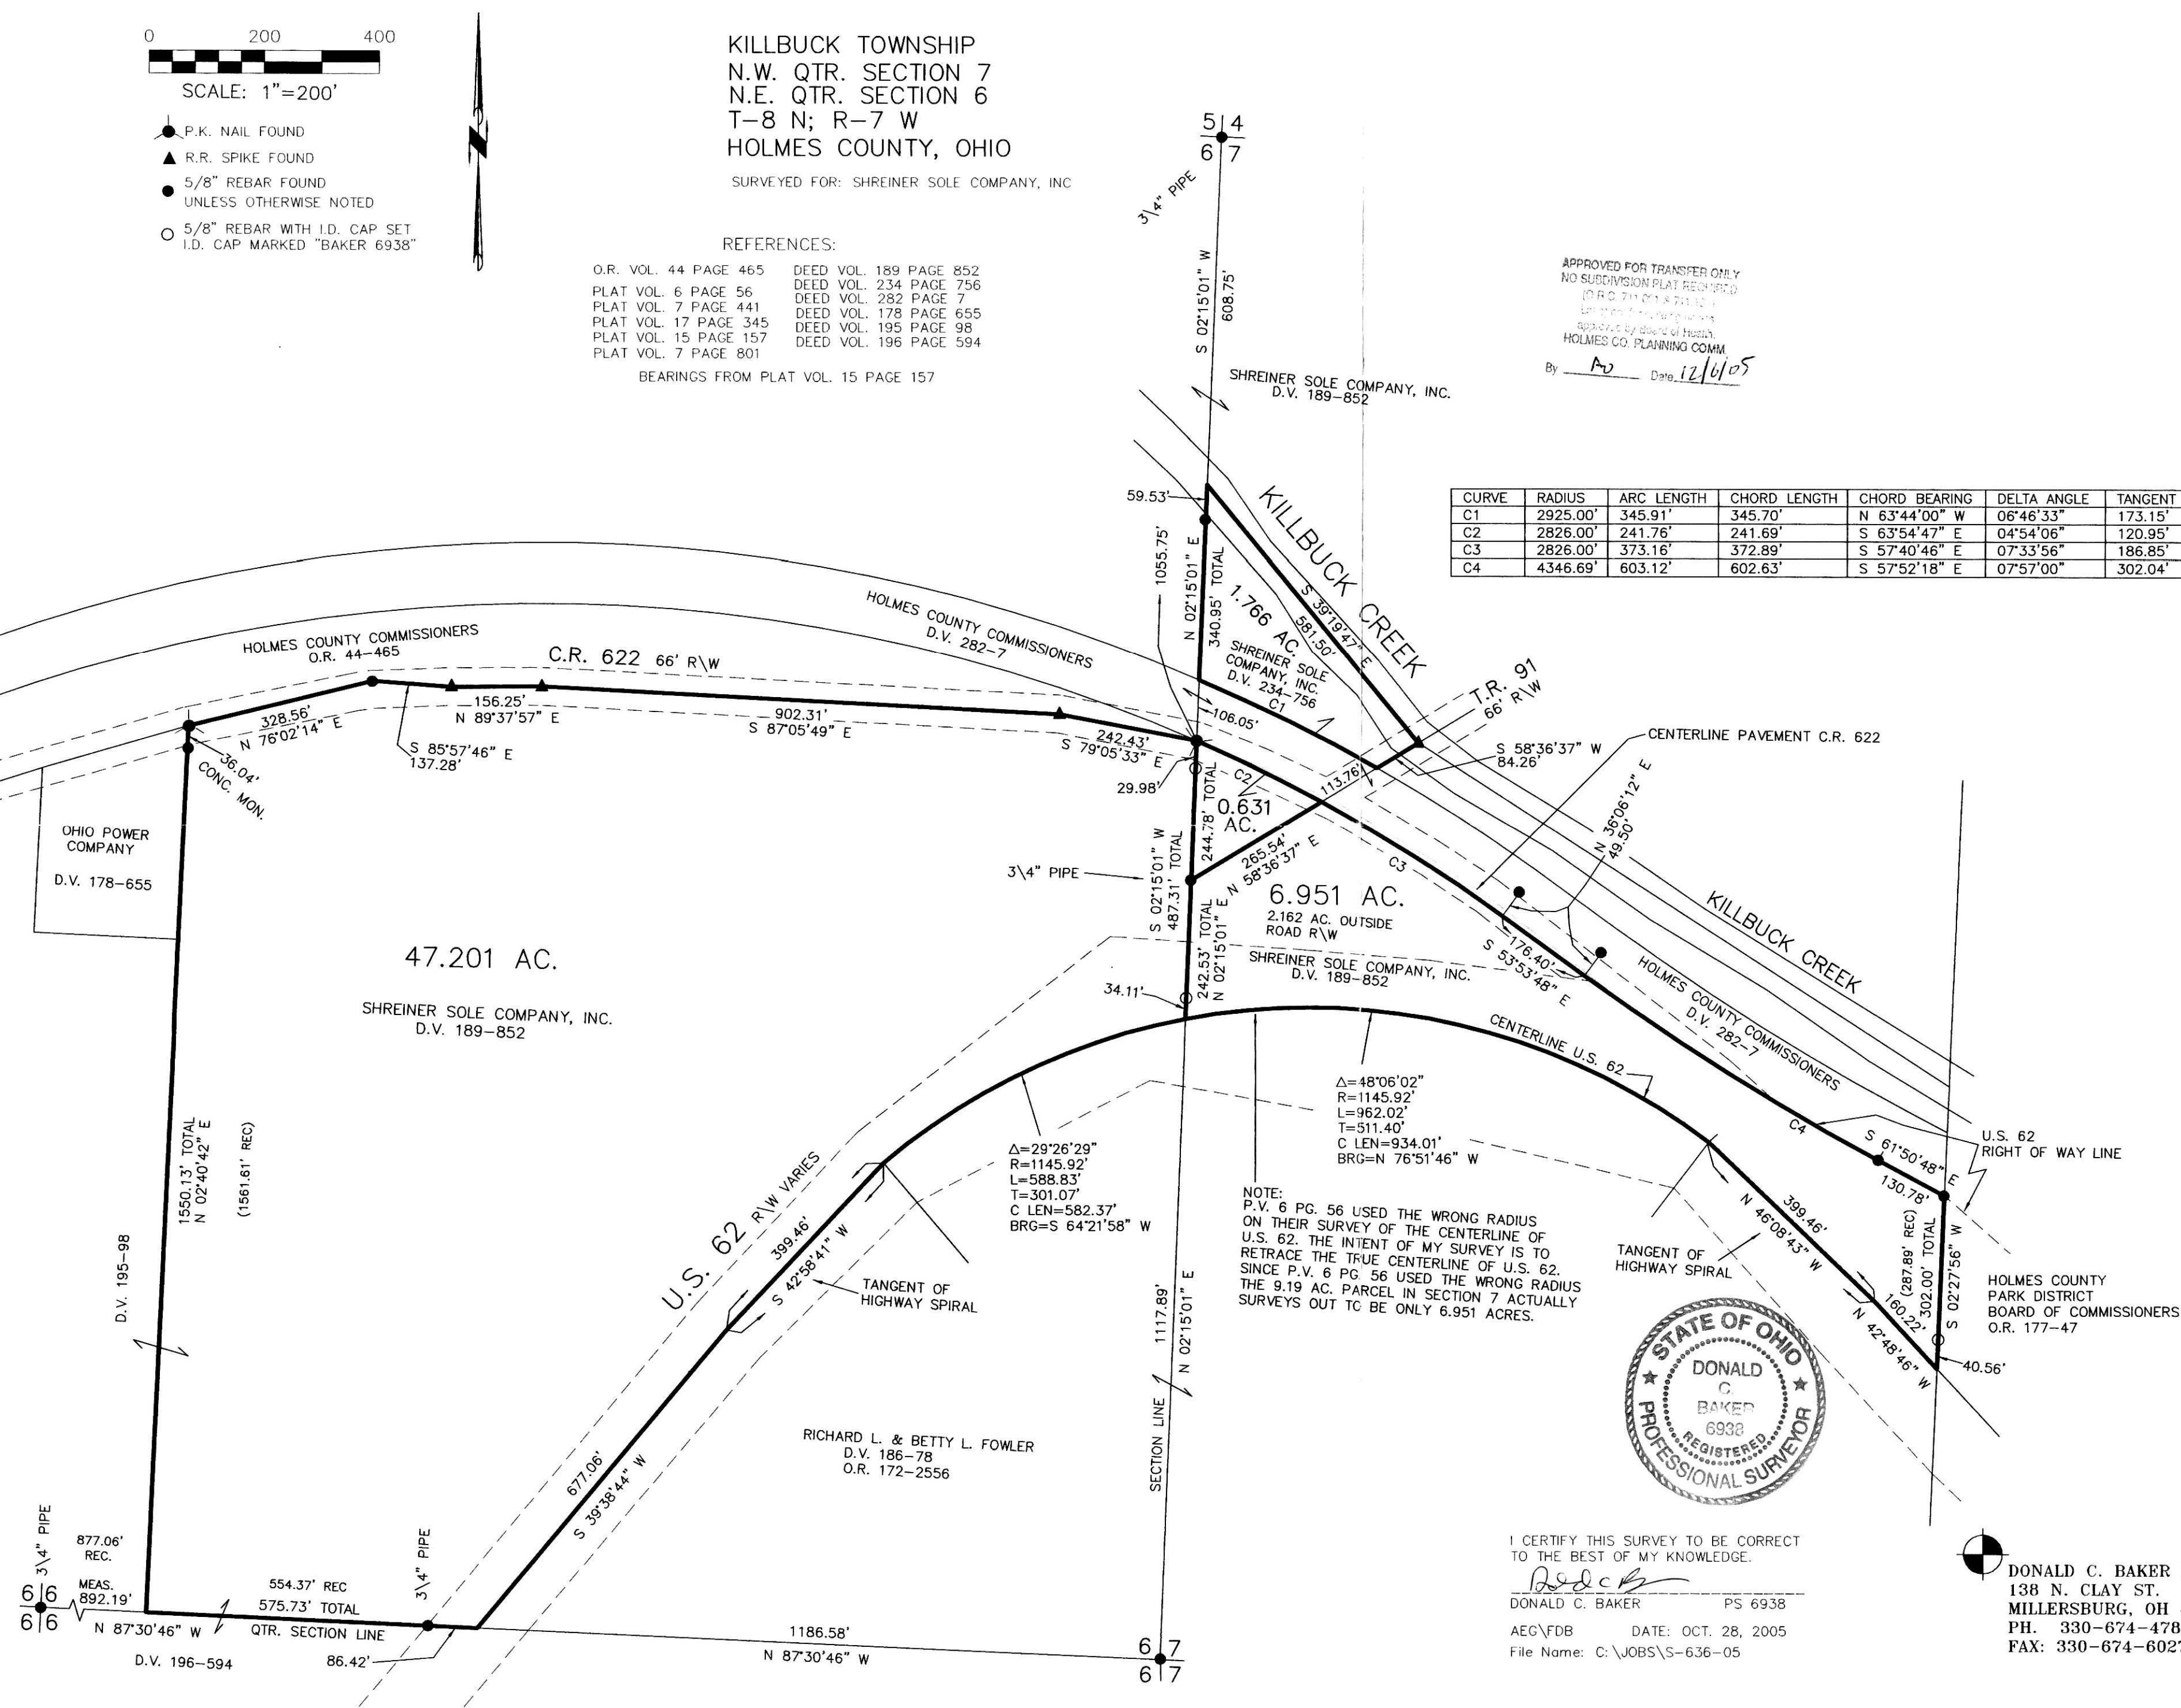 0 200 400
SCALE: 1"=200'
P.K. NAIL FOUND
R.R. SPIKE FOUND
5/8" REBAR FOUND
UNLESS OTHERWISE NOTED
5/8" REBAR WITH I.D. CAP SET
I.D. CAP MARKED "BAKER 6938"
N
KILLBUCK TOWNSHIP
N.W. QTR. SECTION 7
N.E. QTR. SECTION 6
T-8 N; R-7 W
HOLMES COUNTY, OHIO
SURVEYED FOR: SHREINER SOLE COMPANY, INC
REFERENCES:
O.R. VOL. 44 PAGE 465
PLAT VOL. 6 PAGE 56
PLAT VOL. 7 PAGE 441
PLAT VOL. 17 PAGE 345
PLAT VOL. 15 PAGE 157
PLAT VOL. 7 PAGE 801
DEED VOL. 189 PAGE 852
DEED VOL. 234 PAGE 756
DEED VOL. 282 PAGE 7
DEED VOL. 178 PAGE 655
DEED VOL. 195 PAGE 98
DEED VOL. 196 PAGE 594
BEARINGS FROM PLAT VOL. 15 PAGE 157
5 4
6 7
3\4" PIPE
S 02°15'01" W
608.75'
SHREINER SOLE COMPANY, INC.
D.V. 189-852
APPROVED FOR TRANSFER ONLY
NO SUBDIVISION PLAT REQUIRED
approved by Board of Health.
HOLMES CO. PLANNING COMM.
By Date 12/6/05
CURVE RADIUS ARC LENGTH CHORD LENGTH CHORD BEARING DELTA ANGLE TANGENT
C1 2925.00' 345.91' 345.70' N 63°44'00" W 06°46'33" 173.15'
C2 2826.00' 241.76' 241.69' S 63°54'47" E 04°54'06" 120.95'
C3 2826.00' 373.16' 372.89' S 57°40'46" E 07°33'56" 186.85'
C4 4346.69' 603.12' 602.63' S 57°52'18" E 07°57'00" 302.04'
59.53'
1055.75'
N 02°15'01" E
340.95' TOTAL
KILLBUCK CREEK
S 39°19'47" E
581.50'
1.766 AC.
SHREINER SOLE
COMPANY, INC.
D.V. 234-756
C1
106.05'
T.R. 91
66' R\W
S 58°36'37" W
84.26'
CENTERLINE PAVEMENT C.R. 622
HOLMES COUNTY COMMISSIONERS
O.R. 44-465
C.R. 622 66' R\W
HOLMES COUNTY COMMISSIONERS
D.V. 282-7
328.56'
N 76°02'14" E
36.04'
CONC. MON.
S 85°57'46" E
137.28'
156.25'
N 89°37'57" E
902.31'
S 87°05'49" E
242.43'
S 79°05'33" E
29.98'
C2
113.76'
0.631
AC.
244.78' TOTAL
S 02°15'01" W
487.31' TOTAL
265.54'
N 58°36'37" E
3\4" PIPE
C3
N 36°06'12" E
49.50'
OHIO POWER
COMPANY
D.V. 178-655
47.201 AC.
SHREINER SOLE COMPANY, INC.
D.V. 189-852
6.951 AC.
2.162 AC. OUTSIDE
ROAD R\W
SHREINER SOLE COMPANY, INC.
D.V. 189-852
242.53' TOTAL
N 02°15'01" E
34.11'
176.40'
S 53°53'48" E
KILLBUCK CREEK
HOLMES COUNTY COMMISSIONERS
D.V. 282-7
CENTERLINE U.S. 62
C4
U.S. 62
RIGHT OF WAY LINE
S 61°50'48" E
130.78'
1550.13' TOTAL
N 02°40'42" E
(1561.61' REC)
D.V. 195-98
U.S. 62 R\W VARIES
399.46'
S 42°58'41" W
TANGENT OF
HIGHWAY SPIRAL
Δ=29°26'29"
R=1145.92'
L=588.83'
T=301.07'
C LEN=582.37'
BRG=S 64°21'58" W
Δ=48°06'02"
R=1145.92'
L=962.02'
T=511.40'
C LEN=934.01'
BRG=N 76°51'46" W
NOTE:
P.V. 6 PG. 56 USED THE WRONG RADIUS
ON THEIR SURVEY OF THE CENTERLINE OF
U.S. 62. THE INTENT OF MY SURVEY IS TO
RETRACE THE TRUE CENTERLINE OF U.S. 62.
SINCE P.V. 6 PG. 56 USED THE WRONG RADIUS
THE 9.19 AC. PARCEL IN SECTION 7 ACTUALLY
SURVEYS OUT TO BE ONLY 6.951 ACRES.
TANGENT OF
HIGHWAY SPIRAL
399.46'
N 46°08'43" W
160.22'
N 42°48'46" W
(287.89' REC)
302.00' TOTAL
S 02°27'56" W
40.56'
HOLMES COUNTY
PARK DISTRICT
BOARD OF COMMISSIONERS
O.R. 177-47
1117.89'
N 02°15'01" E
SECTION LINE
677.06'
S 39°38'44" W
RICHARD L. & BETTY L. FOWLER
D.V. 186-78
O.R. 172-2556
STATE OF OHIO
DONALD
C.
BAKER
6938
REGISTERED
PROFESSIONAL SURVEYOR
3\4" PIPE
877.06'
REC.
MEAS.
892.19'
6 6
6 6
N 87°30'46" W
554.37' REC
575.73' TOTAL
QTR. SECTION LINE
D.V. 196-594
3\4" PIPE
86.42'
1186.58'
N 87°30'46" W
6 7
6 7
I CERTIFY THIS SURVEY TO BE CORRECT
TO THE BEST OF MY KNOWLEDGE.
DONALD C. BAKER PS 6938
AEG\FDB DATE: OCT. 28, 2005
File Name: C:\JOBS\S-636-05
DONALD C. BAKER
138 N. CLAY ST.
MILLERSBURG, OH
PH. 330-674-478
FAX: 330-674-6027